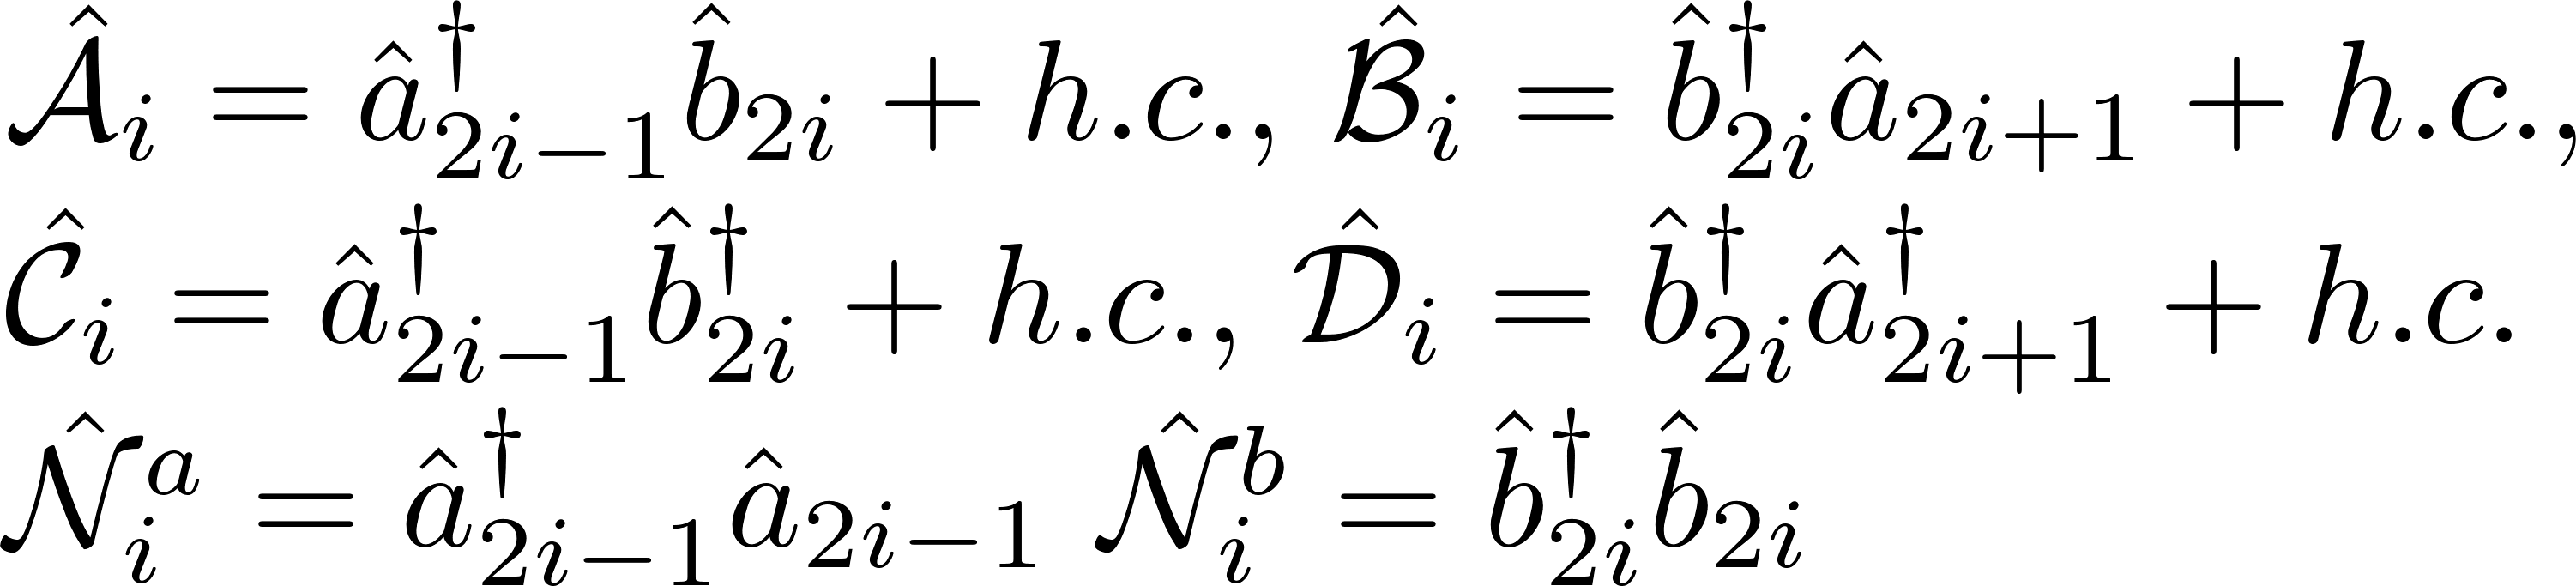 $\hat{\mathcal{A}}_i = \hat{a}^\dagger_{2i-1}\hat{b}_{2i} + h.c., \hat{\mathcal{B}}_i = \hat{b}^\dagger_{2i}\hat{a}_{2i+1} + h.c.,$
$\hat{\mathcal{C}}_i = \hat{a}^\dagger_{2i-1}\hat{b}^\dagger_{2i} + h.c., \hat{\mathcal{D}}_i = \hat{b}^\dagger_{2i}\hat{a}^\dagger_{2i+1} + h.c.$
$\hat{\mathcal{N}}^a_i = \hat{a}^\dagger_{2i-1}\hat{a}_{2i-1} \ \hat{\mathcal{N}}^b_i = \hat{b}^\dagger_{2i}\hat{b}_{2i}$